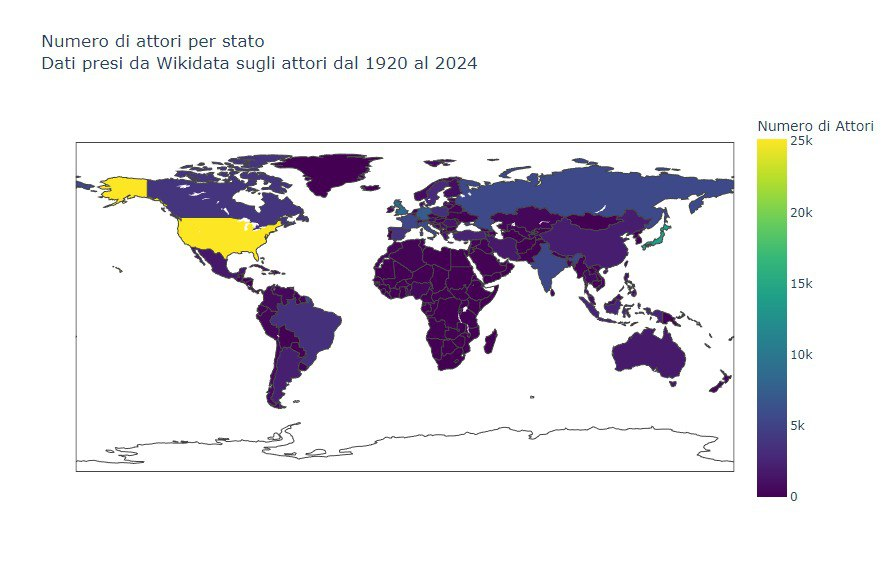 Numero di attori per stato
Dati presi da Wikidata sugli attori dal 1920 al 2024
Numero di Attori
25k
20k
15k
10k
5k
0